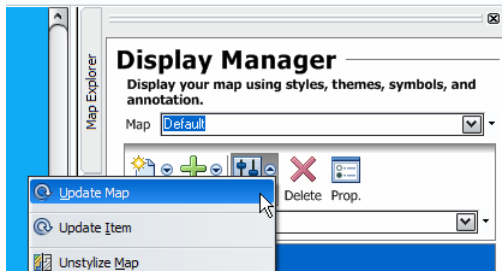 Map Explorer
Display Manager
Display your map using styles, themes, symbols, and
annotation.
Map Default
Delete Prop.
Update Map
Update Item
Unstylize Map